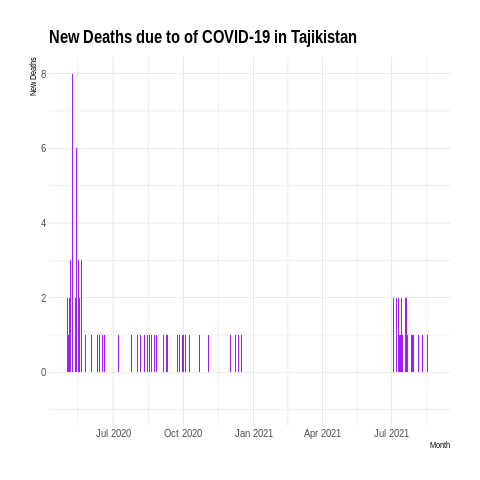 New Deaths due to of COVID-19 in Tajikistan
New Deaths
8
6
4
2
0
Jul 2020 Oct 2020 Jan 2021 Apr 2021 Jul 2021
Month